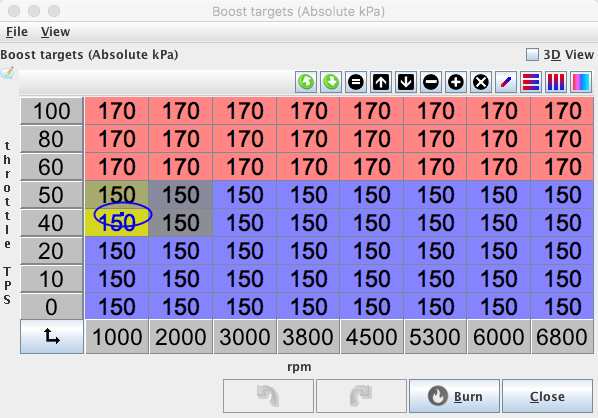 Boost targets (Absolute kPa)
File View
Boost targets (Absolute kPa) 3D View
throttle TPS
100 170 170 170 170 170 170 170 170
80 170 170 170 170 170 170 170 170
60 170 170 170 170 170 170 170 170
50 150 150 150 150 150 150 150 150
40 150 150 150 150 150 150 150 150
20 150 150 150 150 150 150 150 150
10 150 150 150 150 150 150 150 150
0 150 150 150 150 150 150 150 150
1000 2000 3000 3800 4500 5300 6000 6800
rpm
Burn Close